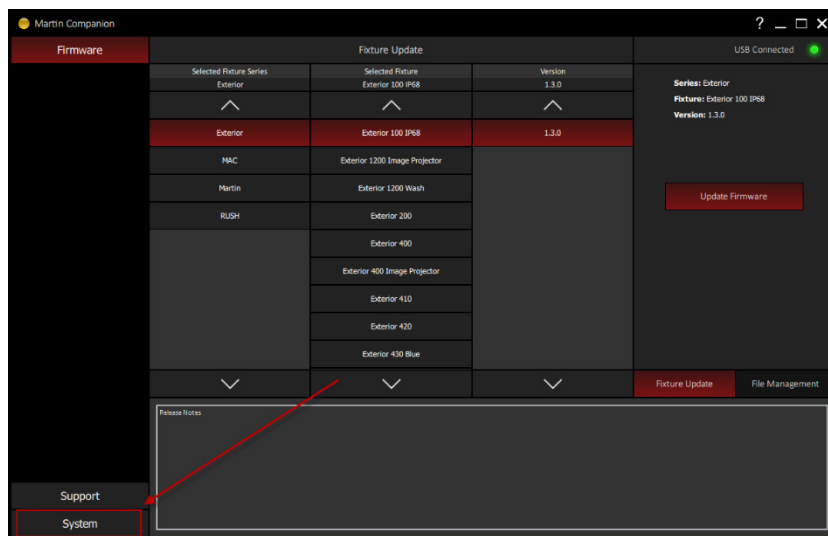 Martin Companion
?
Firmware
Fixture Update
USB Connected
Selected Fixture Series
Exterior
Selected Fixture
Exterior 100 IP68
Version
1.3.0
Exterior
MAC
Martin
RUSH
Exterior 100 IP68
Exterior 1200 Image Projector
Exterior 1200 Wash
Exterior 200
Exterior 400
Exterior 400 Image Projector
Exterior 410
Exterior 420
Exterior 430 Blue
1.3.0
Series: Exterior
Fixture: Exterior 100 IP68
Version: 1.3.0
Update Firmware
Fixture Update
File Management
Release Notes
Support
System